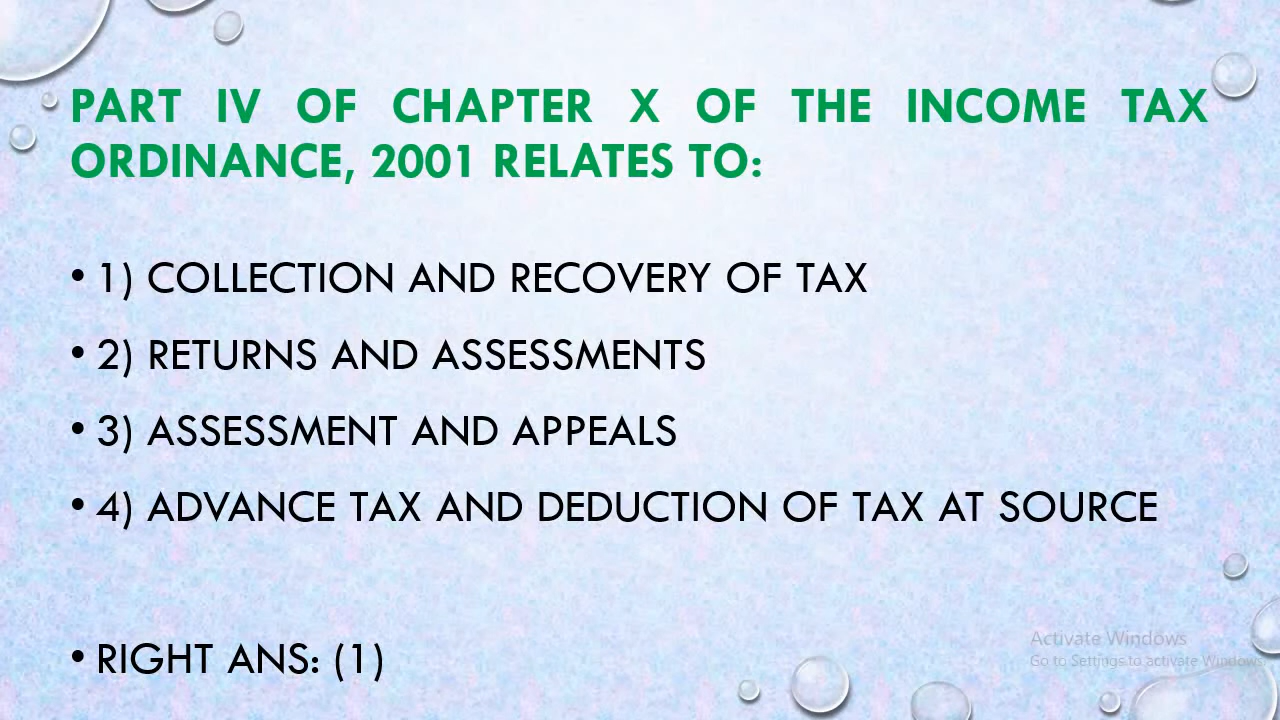 PART IV OF CHAPTER X OF THE INCOME TAX
ORDINANCE, 2001 RELATES TO:
• 1) COLLECTION AND RECOVERY OF TAX
• 2) RETURNS AND ASSESSMENTS
• 3) ASSESSMENT AND APPEALS
• 4) ADVANCE TAX AND DEDUCTION OF TAX AT SOURCE
• RIGHT ANS: (1)
Activate Windows
Go to Settings to activate Windows.